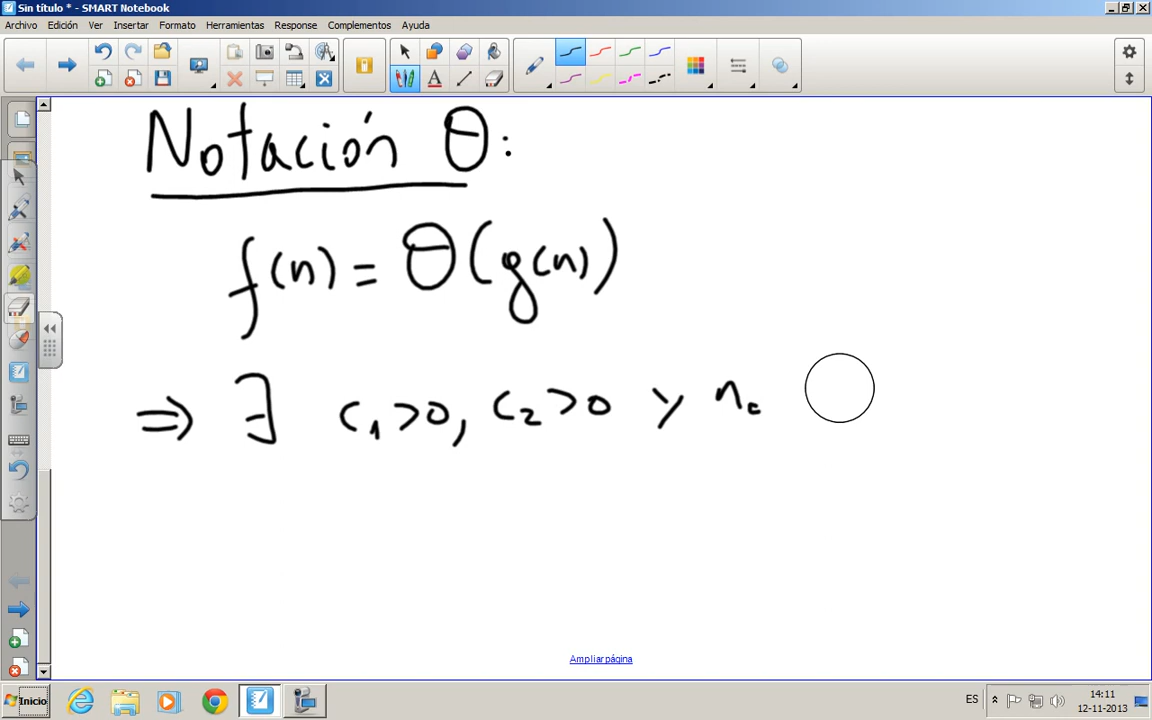 Sin título * - SMART Notebook
Archivo Edición Ver Insertar Formato Herramientas Response Complementos Ayuda
Notación Θ:
f(n) = Θ(g(n))
⇒ ∃ c₁>0, c₂>0 y n₀
Ampliar página
Inicio
ES
14:11
12-11-2013